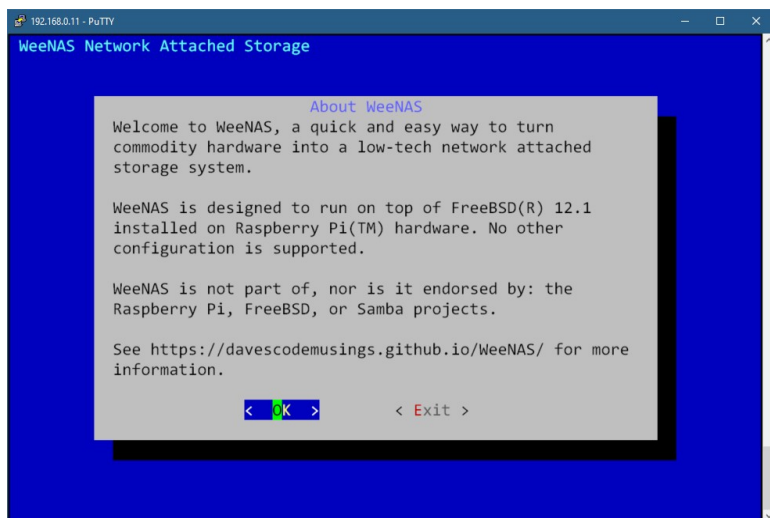 192.168.0.11 - PuTTY
WeeNAS Network Attached Storage
About WeeNAS
Welcome to WeeNAS, a quick and easy way to turn
commodity hardware into a low-tech network attached
storage system.
WeeNAS is designed to run on top of FreeBSD(R) 12.1
installed on Raspberry Pi(TM) hardware. No other
configuration is supported.
WeeNAS is not part of, nor is it endorsed by: the
Raspberry Pi, FreeBSD, or Samba projects.
See https://davescodemusings.github.io/WeeNAS/ for more
information.
< OK > < Exit >